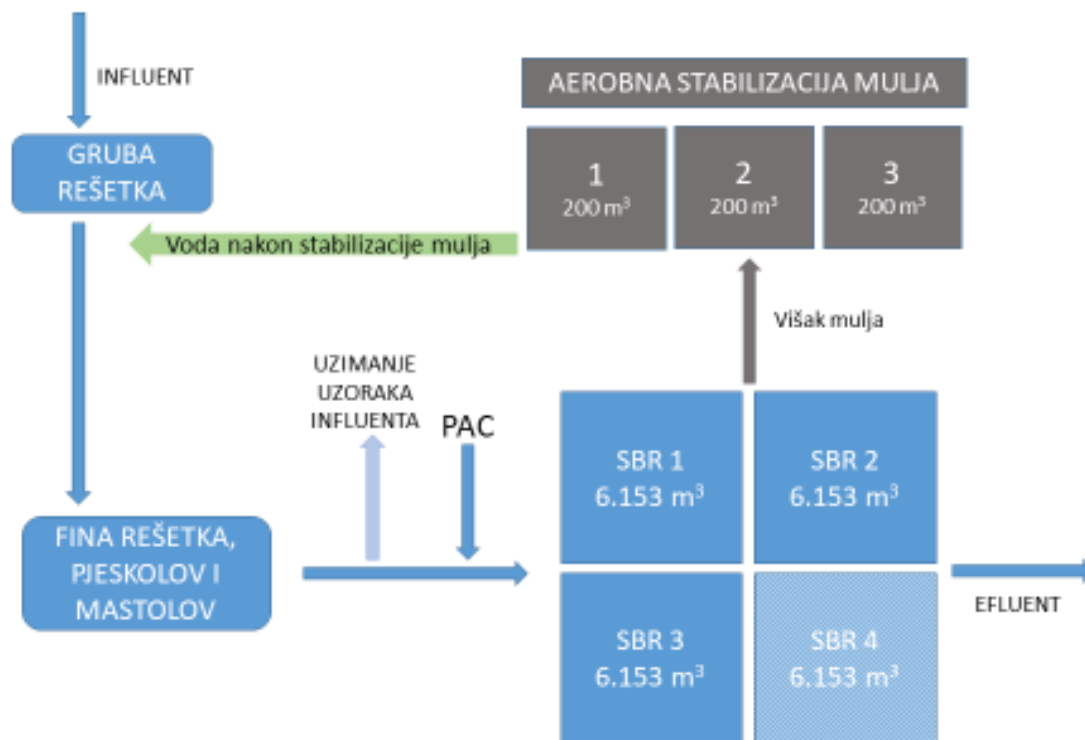 INFLUENT
GRUBA
REŠETKA
AEROBNA STABILIZACIJA MULJA
1
200 m³
2
200 m³
3
200 m³
Voda nakon stabilizacije mulja
Višak mulja
UZIMANJE
UZORAKA
INFLUENTA
PAC
FINA REŠETKA,
PJESKOLOV I
MASTOLOV
SBR 1
6.153 m³
SBR 2
6.153 m³
SBR 3
6.153 m³
SBR 4
6.153 m³
EFLUENT